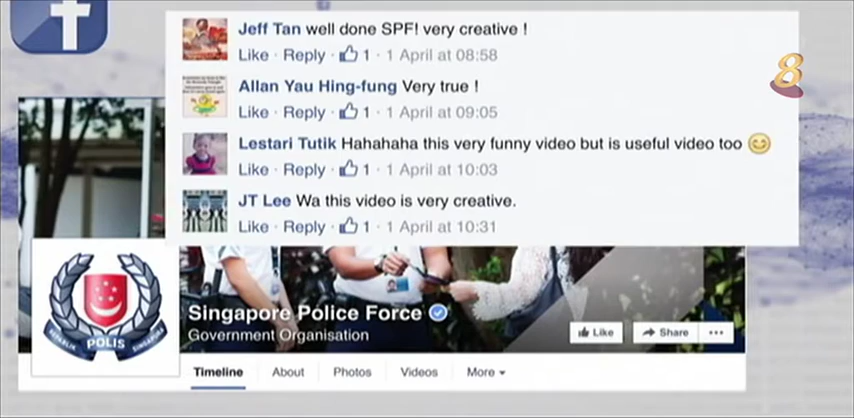 Jeff Tan well done SPF! very creative !
Like · Reply · 1 · 1 April at 08:58
8
Allan Yau Hing-fung Very true !
Like · Reply · 1 · 1 April at 09:05
Lestari Tutik Hahahaha this very funny video but is useful video too 😊
Like · Reply · 1 · 1 April at 10:03
JT Lee Wa this video is very creative.
Like · Reply · 1 · 1 April at 10:31
POLIS
SINGAPURA
Singapore Police Force
Government Organisation
Like
Share
Timeline
About
Photos
Videos
More